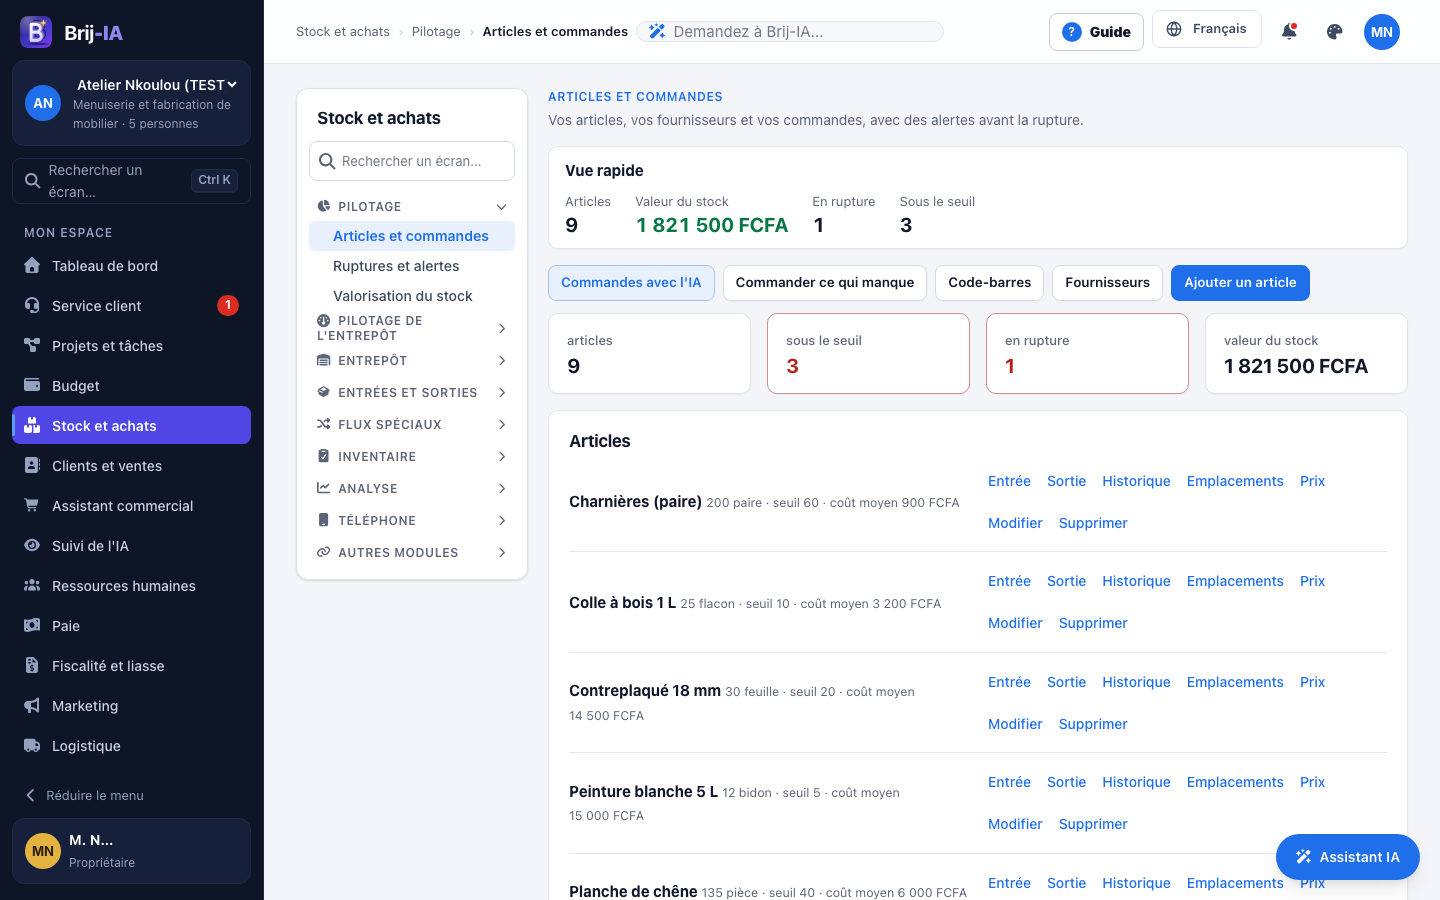 Brij-IA
AN
Atelier Nkoulou (TEST
Menuiserie et fabrication de
mobilier · 5 personnes
Rechercher un
écran...
Ctrl K
MON ESPACE
Tableau de bord
Service client
1
Projets et tâches
Budget
Stock et achats
Clients et ventes
Assistant commercial
Suivi de l'IA
Ressources humaines
Paie
Fiscalité et liasse
Marketing
Logistique
Réduire le menu
MN
M. N...
Propriétaire
Stock et achats › Pilotage › Articles et commandes
Demandez à Brij-IA...
? Guide
Français
MN
Stock et achats
Rechercher un écran...
PILOTAGE
Articles et commandes
Ruptures et alertes
Valorisation du stock
PILOTAGE DE
L'ENTREPÔT
ENTREPÔT
ENTRÉES ET SORTIES
FLUX SPÉCIAUX
INVENTAIRE
ANALYSE
TÉLÉPHONE
AUTRES MODULES
ARTICLES ET COMMANDES
Vos articles, vos fournisseurs et vos commandes, avec des alertes avant la rupture.
Vue rapide
Articles Valeur du stock En rupture Sous le seuil
9 1 821 500 FCFA 1 3
Commandes avec l'IA Commander ce qui manque Code-barres Fournisseurs Ajouter un article
articles sous le seuil en rupture valeur du stock
9 3 1 1 821 500 FCFA
Articles
Charnières (paire) 200 paire · seuil 60 · coût moyen 900 FCFA
Entrée Sortie Historique Emplacements Prix
Modifier Supprimer
Colle à bois 1 L 25 flacon · seuil 10 · coût moyen 3 200 FCFA
Entrée Sortie Historique Emplacements Prix
Modifier Supprimer
Contreplaqué 18 mm 30 feuille · seuil 20 · coût moyen
14 500 FCFA
Entrée Sortie Historique Emplacements Prix
Modifier Supprimer
Peinture blanche 5 L 12 bidon · seuil 5 · coût moyen
15 000 FCFA
Entrée Sortie Historique Emplacements Prix
Modifier Supprimer
Planche de chêne 135 pièce · seuil 40 · coût moyen 6 000 FCFA
Entrée Sortie Historique Emplacements Prix
Assistant IA